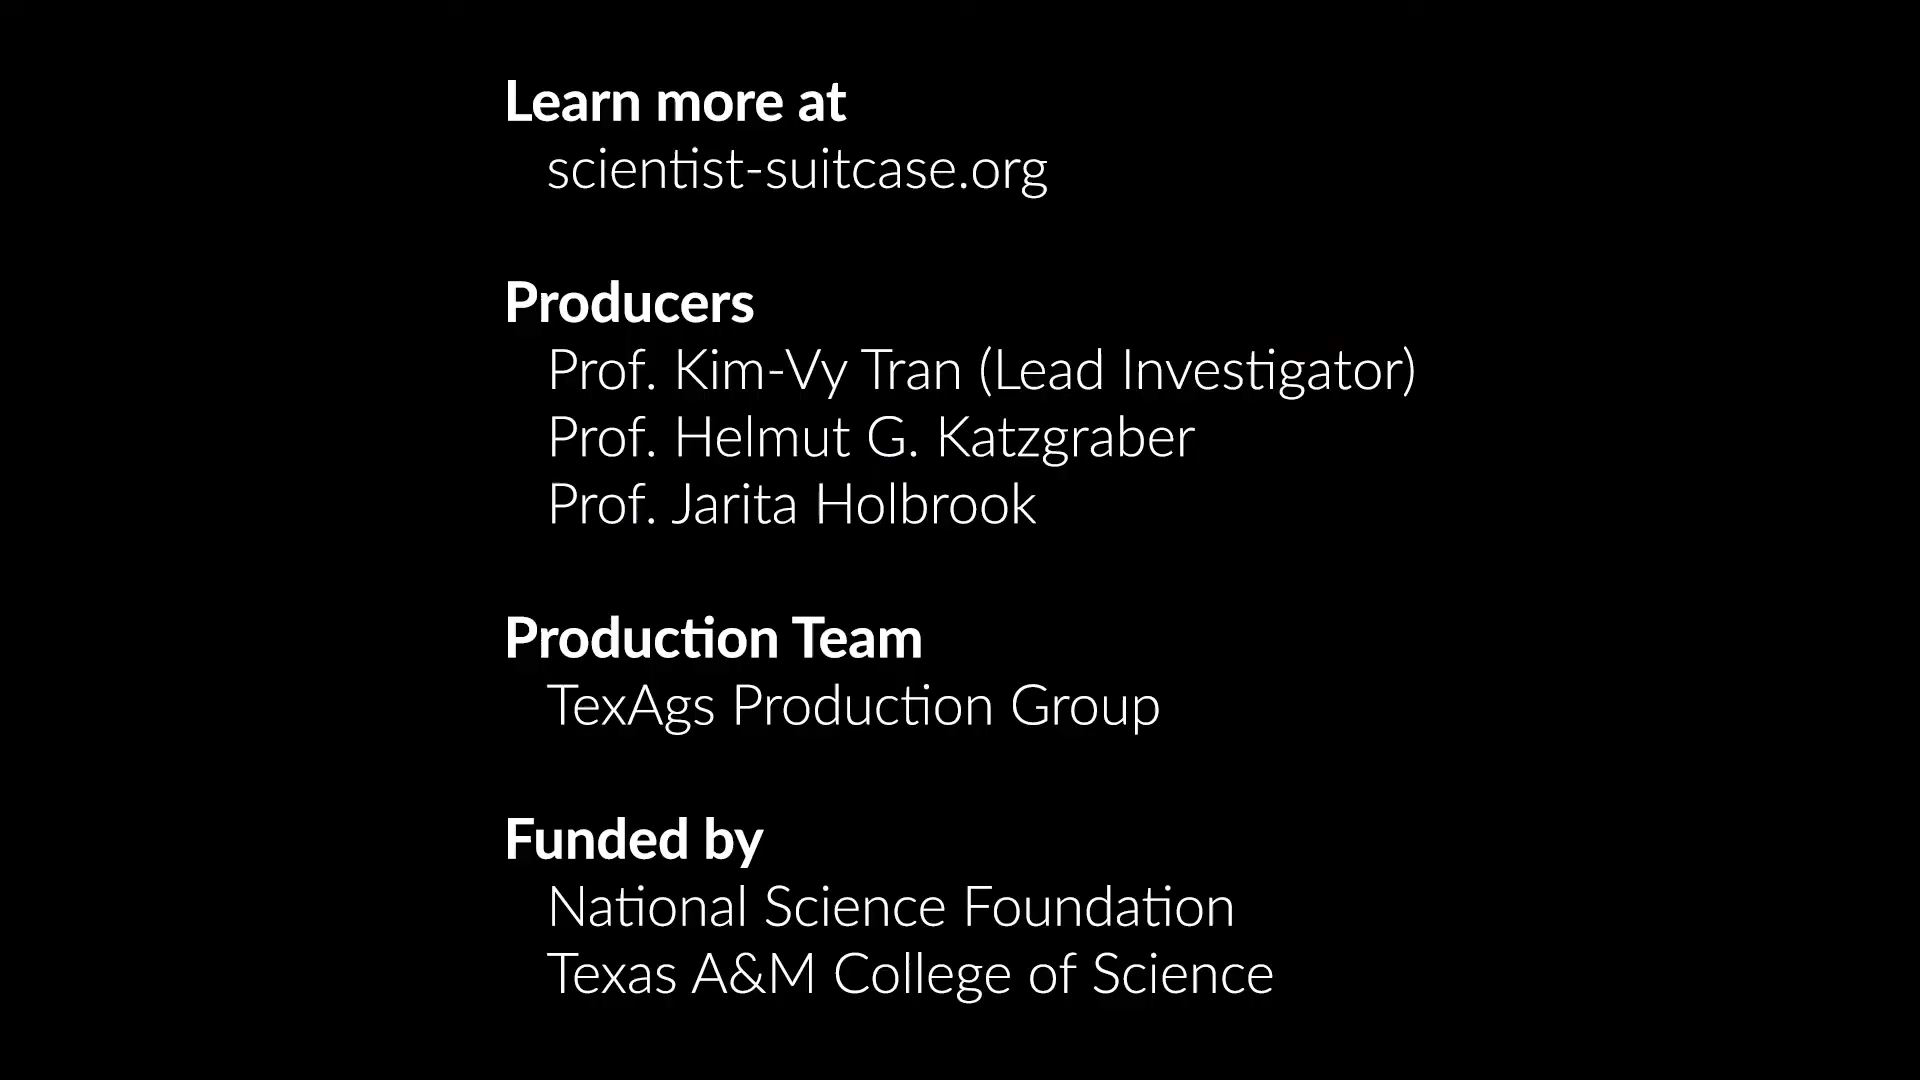 Learn more at
scientist-suitcase.org
Producers
Prof. Kim-Vy Tran (Lead Investigator)
Prof. Helmut G. Katzgraber
Prof. Jarita Holbrook
Production Team
TexAgs Production Group
Funded by
National Science Foundation
Texas A&M College of Science